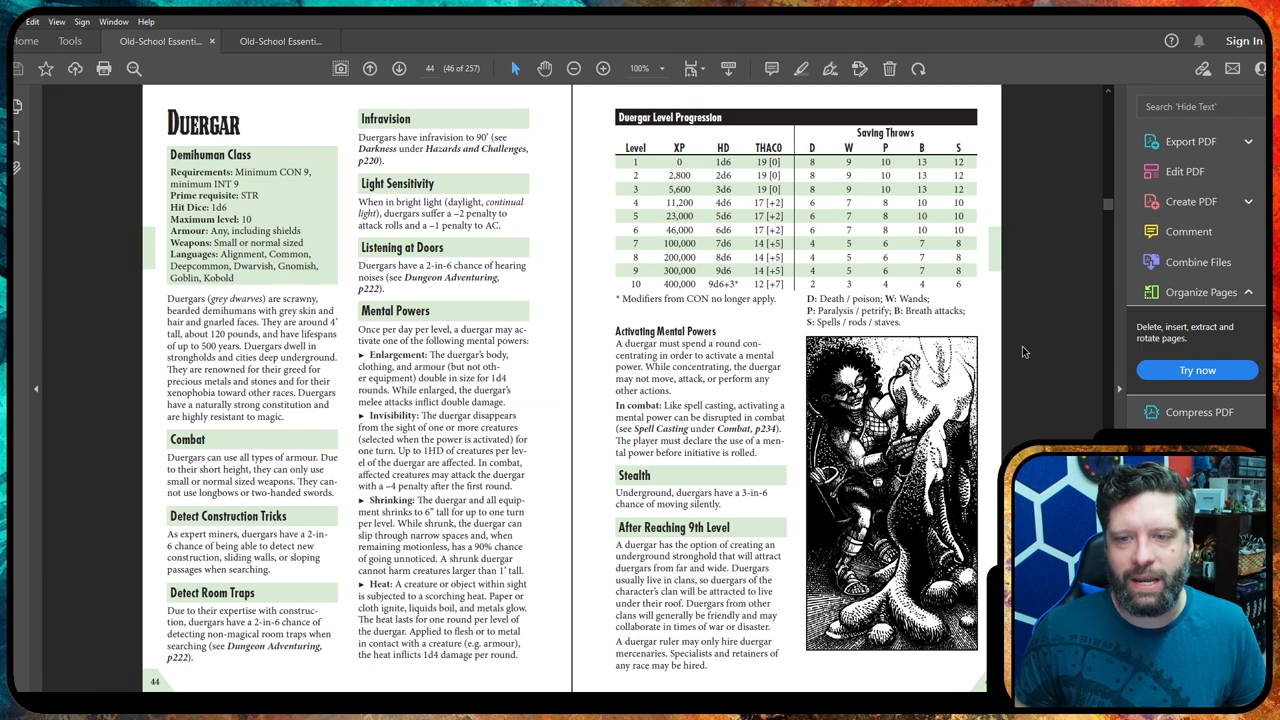 Edit View Sign Window Help
Home Tools Old-School Essenti... × Old-School Essenti... Sign In
44 (46 of 257) 100%
DUERGAR
Demihuman Class
Requirements: Minimum CON 9,
minimum INT 9
Prime requisite: STR
Hit Dice: 1d6
Maximum level: 10
Armour: Any, including shields
Weapons: Small or normal sized
Languages: Alignment, Common,
Deepcommon, Dwarvish, Gnomish,
Goblin, Kobold
Duergars (grey dwarves) are scrawny,
bearded demihumans with grey skin and
hair and gnarled faces. They are around 4'
tall, about 120 pounds, and have lifespans
of up to 500 years. Duergars dwell in
strongholds and cities deep underground.
They are renowned for their greed for
precious metals and stones and for their
xenophobia toward other races. Duergars
have a naturally strong constitution and
are highly resistant to magic.
Combat
Duergars can use all types of armour. Due
to their short height, they can only use
small or normal sized weapons. They can-
not use longbows or two-handed swords.
Detect Construction Tricks
As expert miners, duergars have a 2-in-
6 chance of being able to detect new
construction, sliding walls, or sloping
passages when searching.
Detect Room Traps
Due to their expertise with construc-
tion, duergars have a 2-in-6 chance of
detecting non-magical room traps when
searching (see Dungeon Adventuring,
p222).
44
Infravision
Duergars have infravision to 90' (see
Darkness under Hazards and Challenges,
p220).
Light Sensitivity
When in bright light (daylight, continual
light), duergars suffer a –2 penalty to
attack rolls and a –1 penalty to AC.
Listening at Doors
Duergars have a 2-in-6 chance of hearing
noises (see Dungeon Adventuring,
p222).
Mental Powers
Once per day per level, a duergar may ac-
tivate one of the following mental powers:
► Enlargement: The duergar's body,
clothing, and armour (but not oth-
er equipment) double in size for 1d4
rounds. While enlarged, the duergar's
melee attacks inflict double damage.
► Invisibility: The duergar disappears
from the sight of one or more creatures
(selected when the power is activated) for
one turn. Up to 1HD of creatures per lev-
el of the duergar are affected. In combat,
affected creatures may attack the duergar
with a –4 penalty after the first round.
► Shrinking: The duergar and all equip-
ment shrinks to 6" tall for up to one turn
per level. While shrunk, the duergar can
slip through narrow spaces and, when
remaining motionless, has a 90% chance
of going unnoticed. A shrunk duergar
cannot harm creatures larger than 1' tall.
► Heat: A creature or object within sight
is subjected to a scorching heat. Paper or
cloth ignite, liquids boil, and metals glow.
The heat lasts for one round per level of
the duergar. Applied to flesh or to metal
in contact with a creature (e.g. armour),
the heat inflicts 1d4 damage per round.
Duergar Level Progression
Saving Throws
Level XP HD THAC0 D W P B S
1 0 1d6 19 [0] 8 9 10 13 12
2 2,800 2d6 19 [0] 8 9 10 13 12
3 5,600 3d6 19 [0] 8 9 10 13 12
4 11,200 4d6 17 [+2] 6 7 8 10 10
5 23,000 5d6 17 [+2] 6 7 8 10 10
6 46,000 6d6 17 [+2] 6 7 8 10 10
7 100,000 7d6 14 [+5] 4 5 6 7 8
8 200,000 8d6 14 [+5] 4 5 6 7 8
9 300,000 9d6 14 [+5] 4 5 6 7 8
10 400,000 9d6+3* 12 [+7] 2 3 4 4 6
* Modifiers from CON no longer apply.
D: Death / poison; W: Wands;
P: Paralysis / petrify; B: Breath attacks;
S: Spells / rods / staves.
Activating Mental Powers
A duergar must spend a round con-
centrating in order to activate a mental
power. While concentrating, the duergar
may not move, attack, or perform any
other actions.
In combat: Like spell casting, activating a
mental power can be disrupted in combat
(see Spell Casting under Combat, p234).
The player must declare the use of a men-
tal power before initiative is rolled.
Stealth
Underground, duergars have a 3-in-6
chance of moving silently.
After Reaching 9th Level
A duergar has the option of creating an
underground stronghold that will attract
duergars from far and wide. Duergars
usually live in clans, so duergars of the
character's clan will be attracted to live
under their roof. Duergars from other
clans will generally be friendly and may
collaborate in times of war or disaster.
A duergar ruler may only hire duergar
mercenaries. Specialists and retainers of
any race may be hired.
Search 'Hide Text'
Export PDF
Edit PDF
Create PDF
Comment
Combine Files
Organize Pages
Delete, insert, extract and
rotate pages.
Try now
Compress PDF